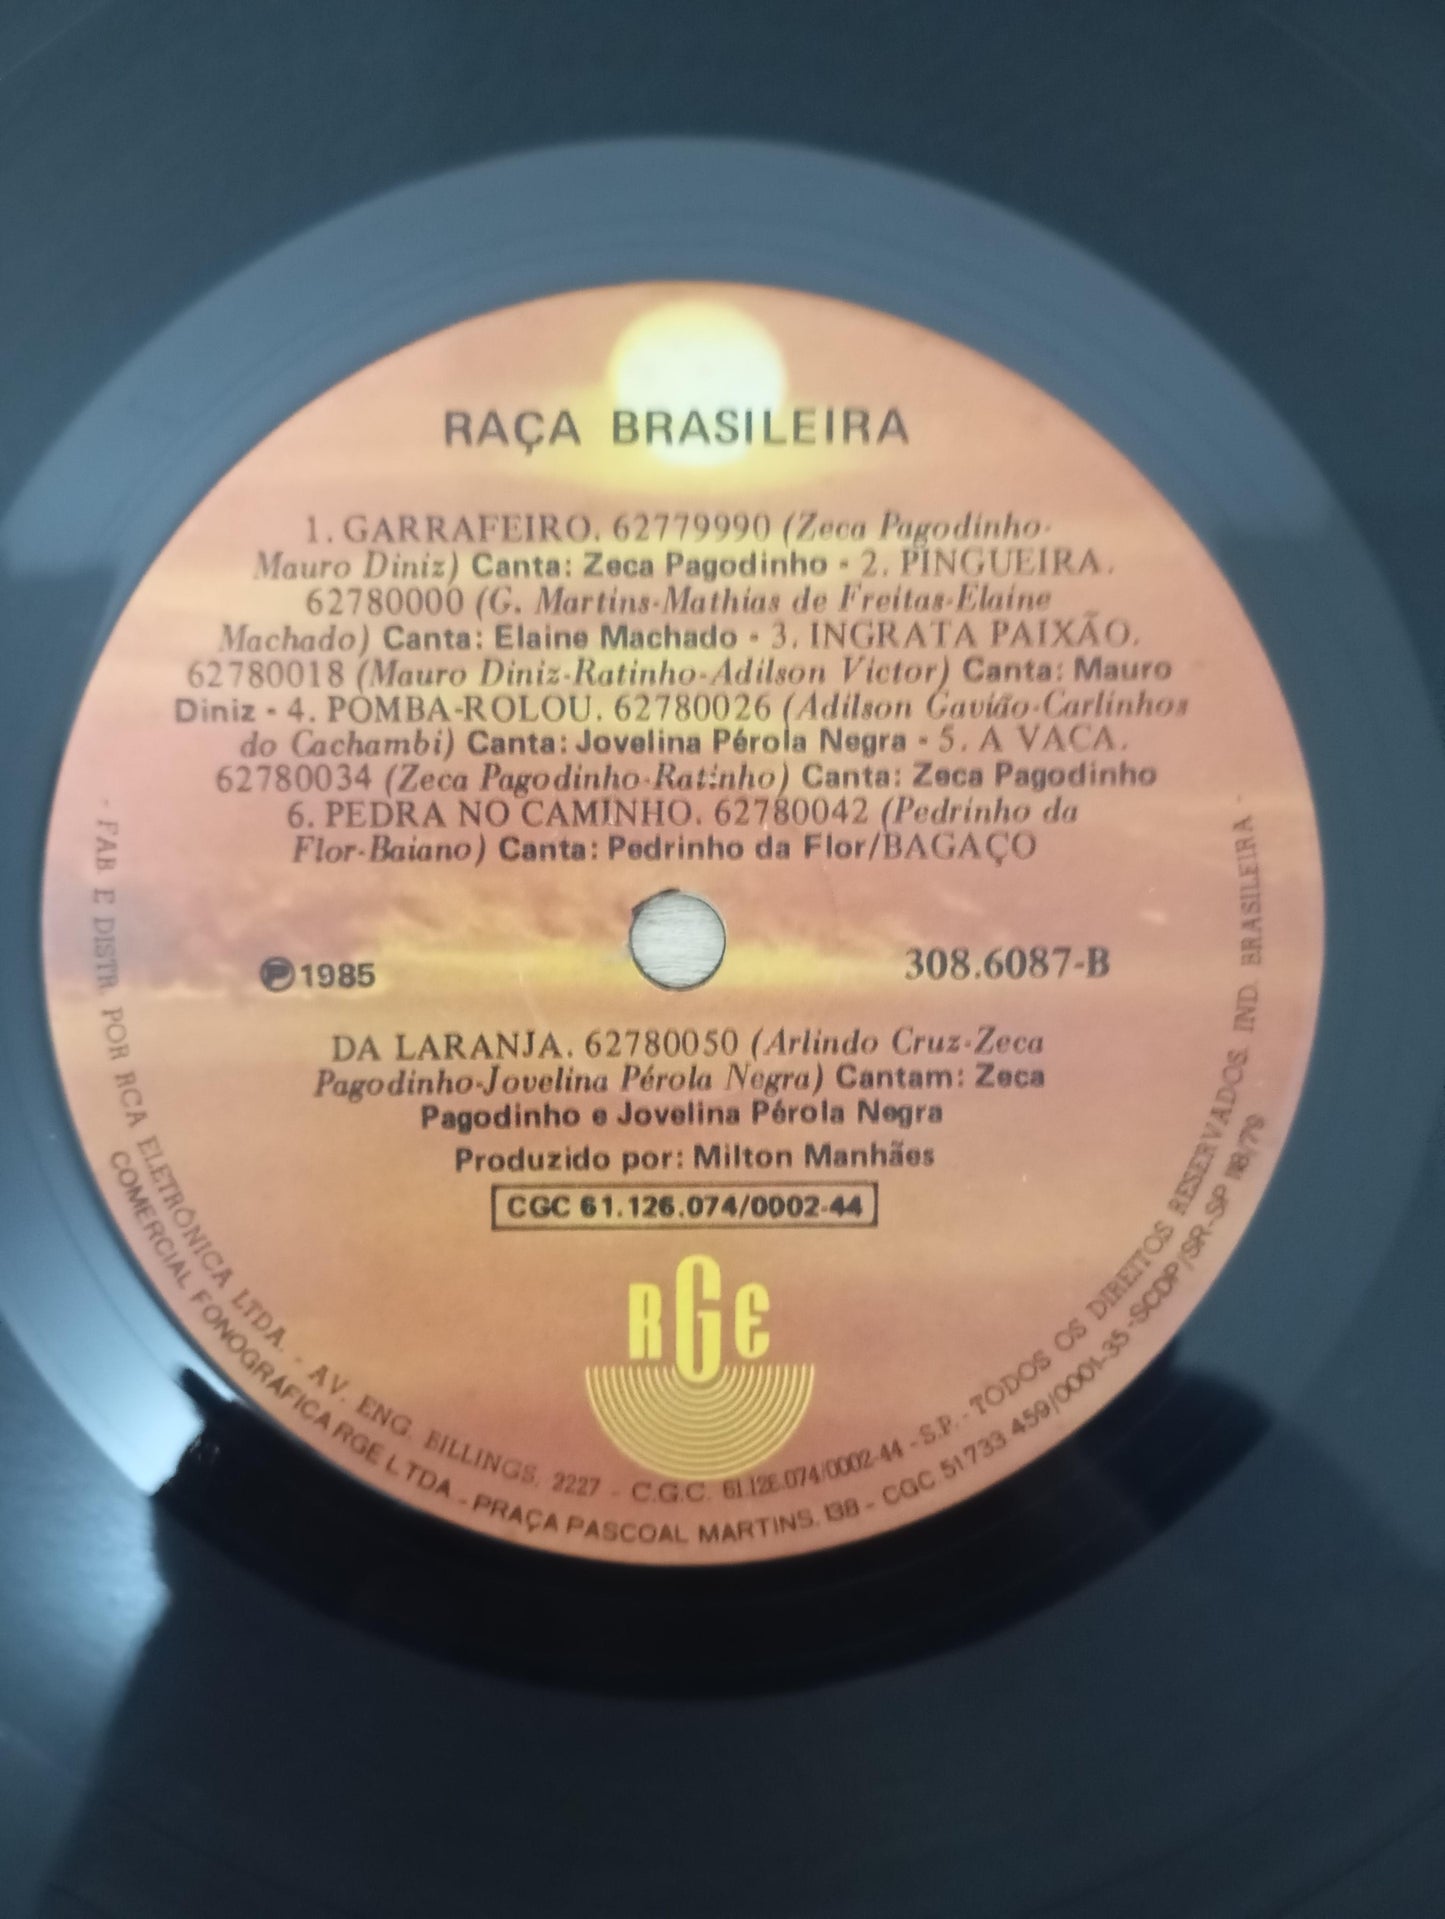 RAÇA BRASILEIRA
1. GARRAFEIRO. 62779990 (Zeca Pagodinho-
Mauro Diniz) Canta: Zeca Pagodinho - 2. PINGUEIRA.
62780000 (G. Martins-Mathias de Freitas-Elaine
Machado) Canta: Elaine Machado - 3. INGRATA PAIXÃO.
62780018 (Mauro Diniz-Ratinho-Adilson Victor) Canta: Mauro
Diniz - 4. POMBA-ROLOU. 62780026 (Adilson Gavião-Carlinhos
do Cachambi) Canta: Jovelina Pérola Negra - 5. A VACA.
62780034 (Zeca Pagodinho-Ratinho) Canta: Zeca Pagodinho
6. PEDRA NO CAMINHO. 62780042 (Pedrinho da
Flor-Baiano) Canta: Pedrinho da Flor/BAGAÇO
℗ 1985
308.6087-B
DA LARANJA. 62780050 (Arlindo Cruz-Zeca
Pagodinho-Jovelina Pérola Negra) Cantam: Zeca
Pagodinho e Jovelina Pérola Negra
Produzido por: Milton Manhães
CGC 61.126.074/0002-44
RGE
- FAB E DISTR. POR RCA ELETRÔNICA LTDA. - AV. ENG. BILLINGS. 2227 - C.G.C. 61.126.074/0002-44 - S.P. - TODOS OS DIREITOS RESERVADOS. IND. BRASILEIRA -
COMERCIAL FONOGRÁFICA RGE LTDA - PRAÇA PASCOAL MARTINS. 138 - CGC. 51.733.459/0001-35 - SCDP/SR-SP 118/79